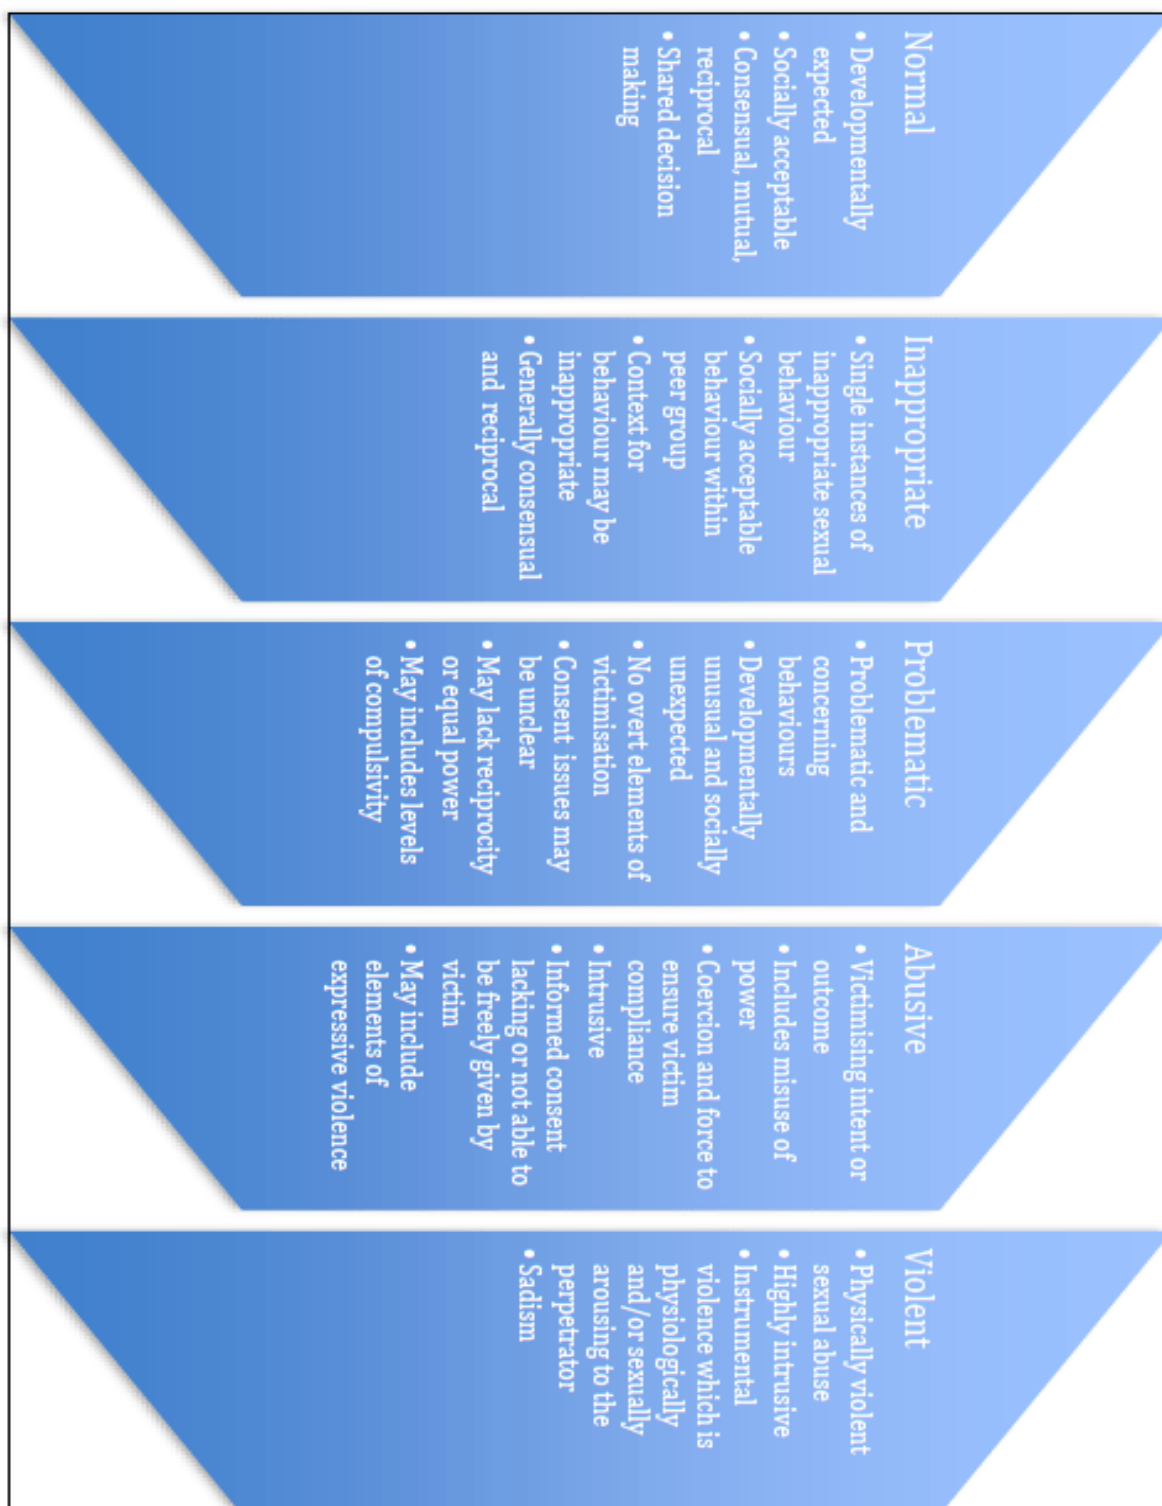 Normal
• Developmentally
expected
• Socially acceptable
• Consensual, mutual,
reciprocal
• Shared decision
making
Inappropriate
• Single instances of
inappropriate sexual
behaviour
• Socially acceptable
behaviour within
peer group
• Context for
behaviour may be
inappropriate
• Generally consensual
and reciprocal
Problematic
• Problematic and
concerning
behaviours
• Developmentally
unusual and socially
unexpected
• No overt elements of
victimisation
• Consent issues may
be unclear
• May lack reciprocity
or equal power
• May includes levels
of compulsivity
Abusive
• Victimising intent or
outcome
• Includes misuse of
power
• Coercion and force to
ensure victim
compliance
• Intrusive
• Informed consent
lacking or not able to
be freely given by
victim
• May include
elements of
expressive violence
Violent
• Physically violent
sexual abuse
• Highly intrusive
• Instrumental
violence which is
physiologically
and/or sexually
arousing to the
perpetrator
• Sadism